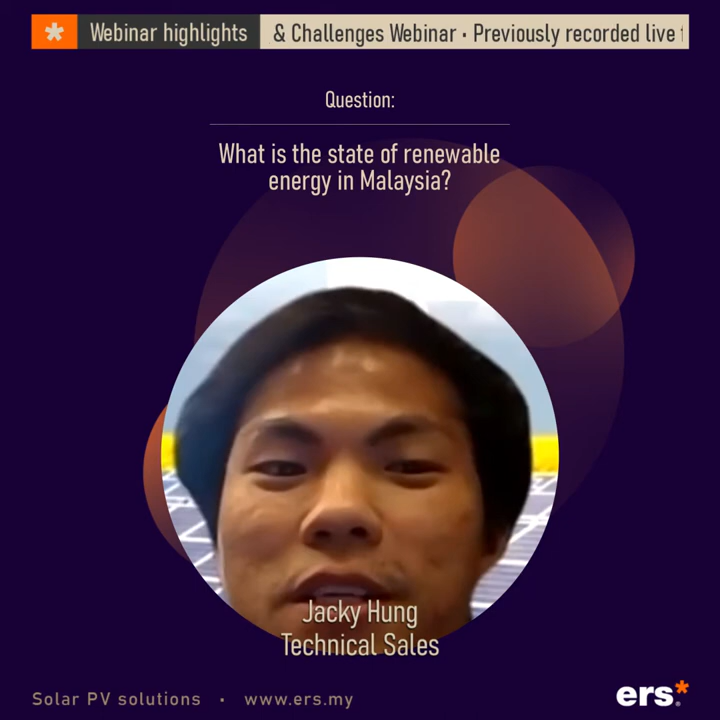 * Webinar highlights & Challenges Webinar · Previously recorded live
Question:
What is the state of renewable
energy in Malaysia?
Jacky Hung
Technical Sales
Solar PV solutions · www.ers.my
ers.*